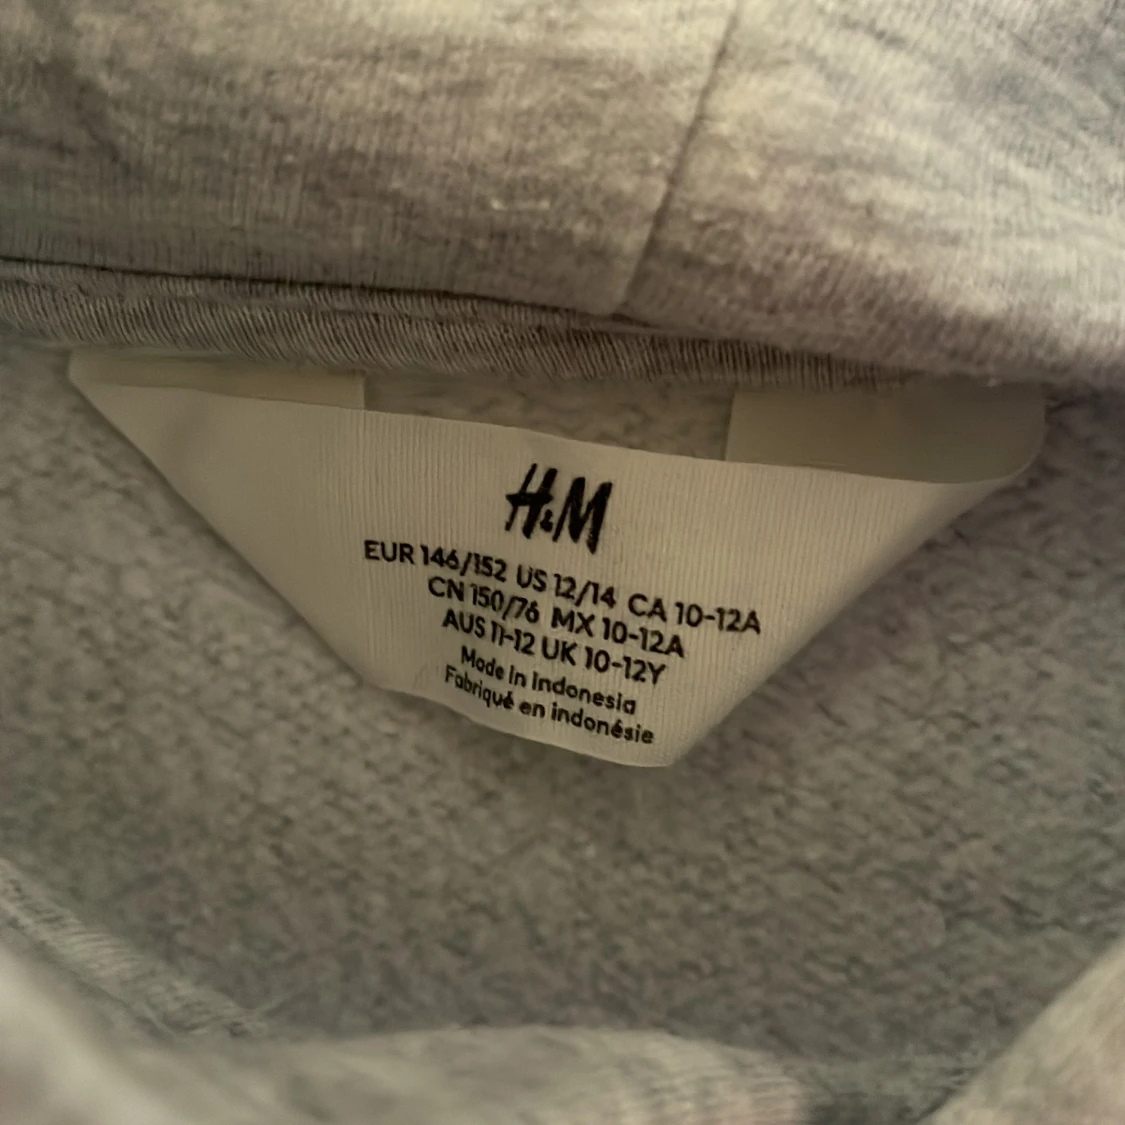 H&M
EUR 146/152 US 12/14 CA 10-12A
CN 150/76 MX 10-12A
AUS 11-12 UK 10-12Y
Made in Indonesia
Fabriqué en indonésie